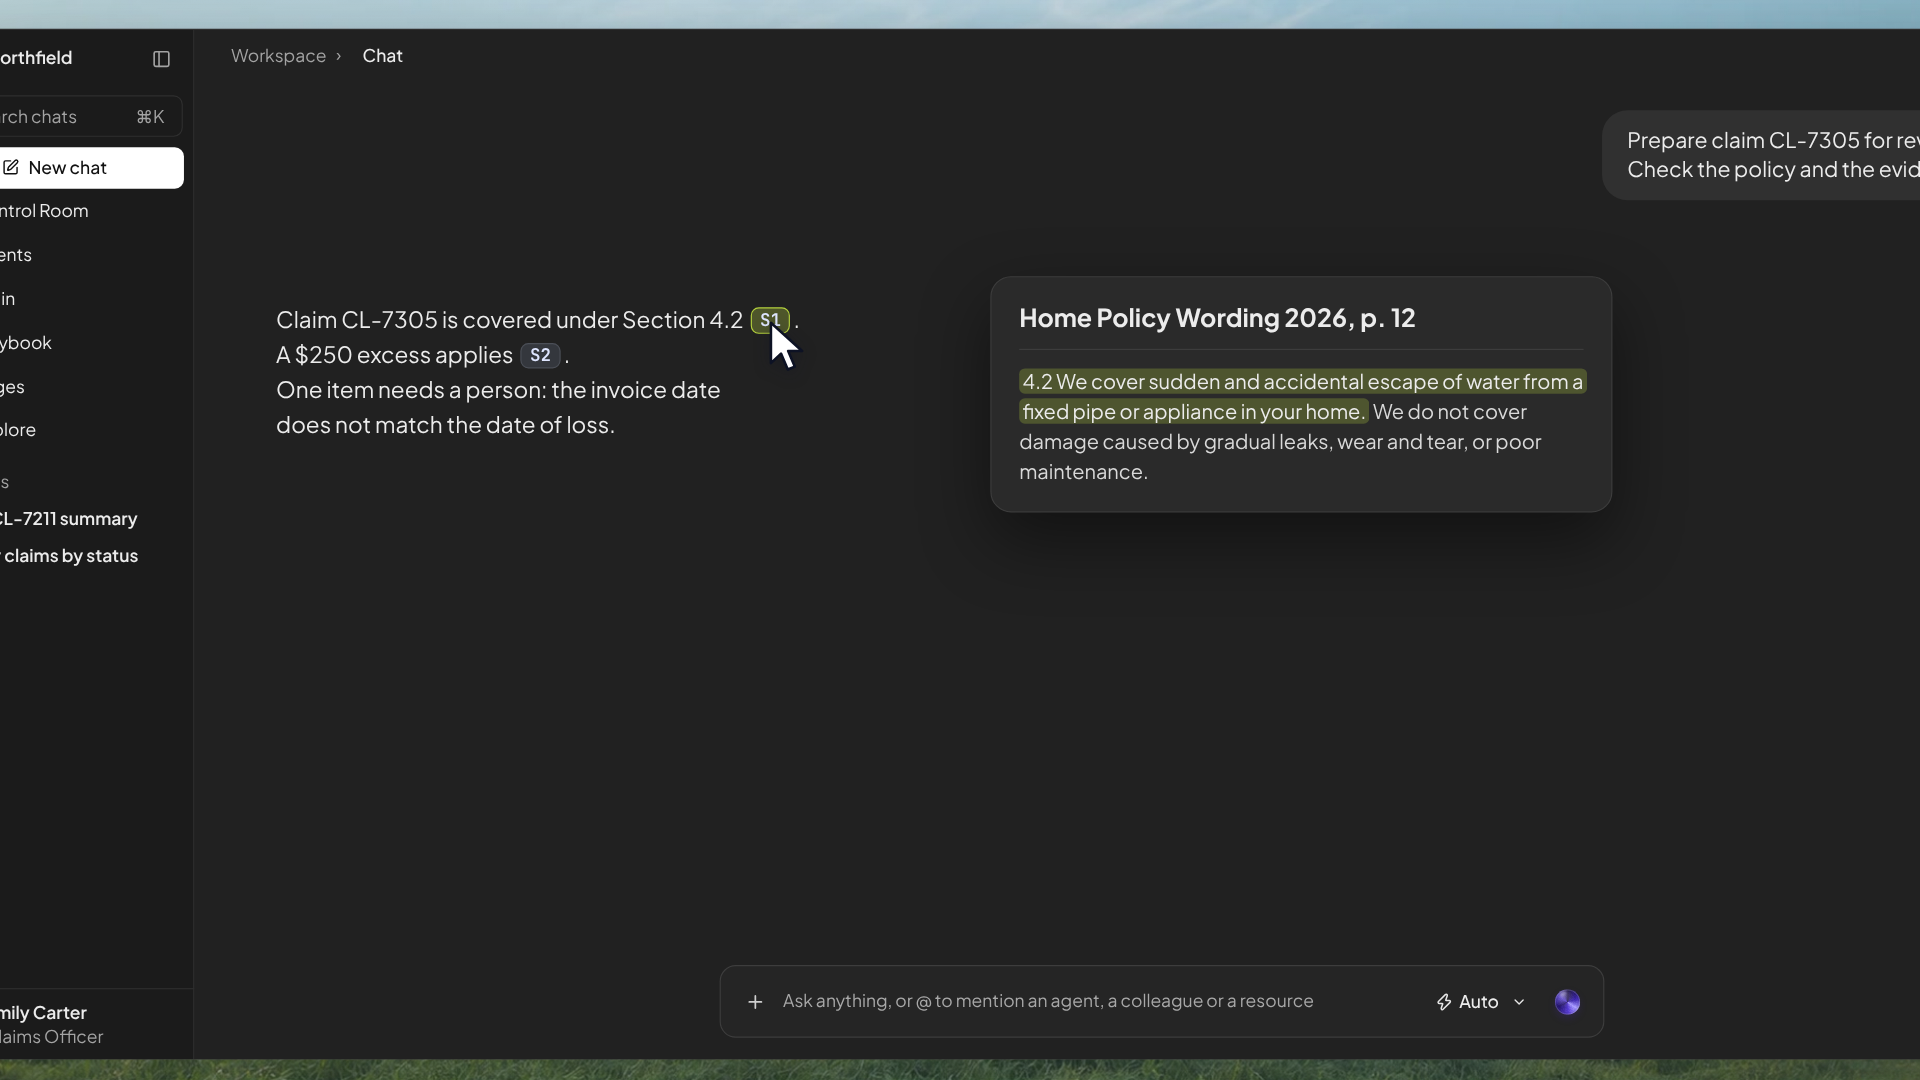 orthfield
rch chats ⌘K
New chat
ntrol Room
ents
in
ybook
ges
lore
s
CL-7211 summary
claims by status
mily Carter
laims Officer
Workspace › Chat
Prepare claim CL-7305 for rev
Check the policy and the evid
Claim CL-7305 is covered under Section 4.2 S1 .
A $250 excess applies S2 .
One item needs a person: the invoice date
does not match the date of loss.
Home Policy Wording 2026, p. 12
4.2 We cover sudden and accidental escape of water from a
fixed pipe or appliance in your home. We do not cover
damage caused by gradual leaks, wear and tear, or poor
maintenance.
Ask anything, or @ to mention an agent, a colleague or a resource
Auto